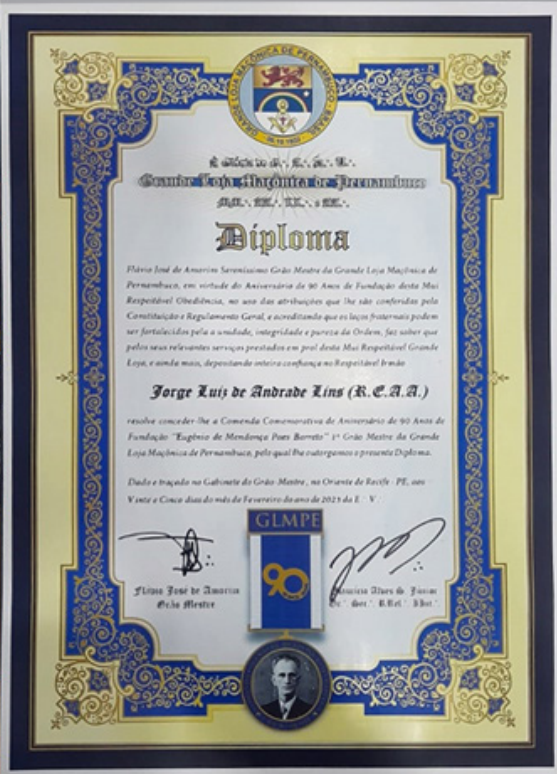 GRANDE LOJA MAÇÔNICA DE PERNAMBUCO - BRASIL
Grande Loja Maçônica de Pernambuco
Diploma
Flávio José de Amorim Sereníssimo Grão Mestre da Grande Loja Maçônica de
Pernambuco, em virtude do Aniversário de 90 Anos de Fundação desta Mui
Respeitável Obediência, no uso das atribuições que lhe são conferidas pela
Constituição e Regulamento Geral, e acreditando que os laços fraternais podem
ser fortalecidos pela a unidade, integridade e pureza da Ordem, faz saber que
pelos seus relevantes serviços prestados em prol desta Mui Respeitável Grande
Loja, e ainda mais, depositando inteira confiança no Respeitável Irmão
Jorge Luiz de Andrade Lins (R.E.A.A.)
resolve conceder-lhe a Comenda Comemorativa de Aniversário de 90 Anos de
Fundação "Eugênio de Mendonça Paes Barreto" 1º Grão Mestre da Grande
Loja Maçônica de Pernambuco, pelo qual lhe outorgamos o presente Diploma.
Dado e traçado no Gabinete do Grão-Mestre, no Oriente de Recife - PE, aos
Vinte e Cinco dias do mês de Fevereiro do ano de 2023 da E∴ V∴
GLMPE
90
Flávio José de Amorim
Grão Mestre
Maurício Alves S. Júnior